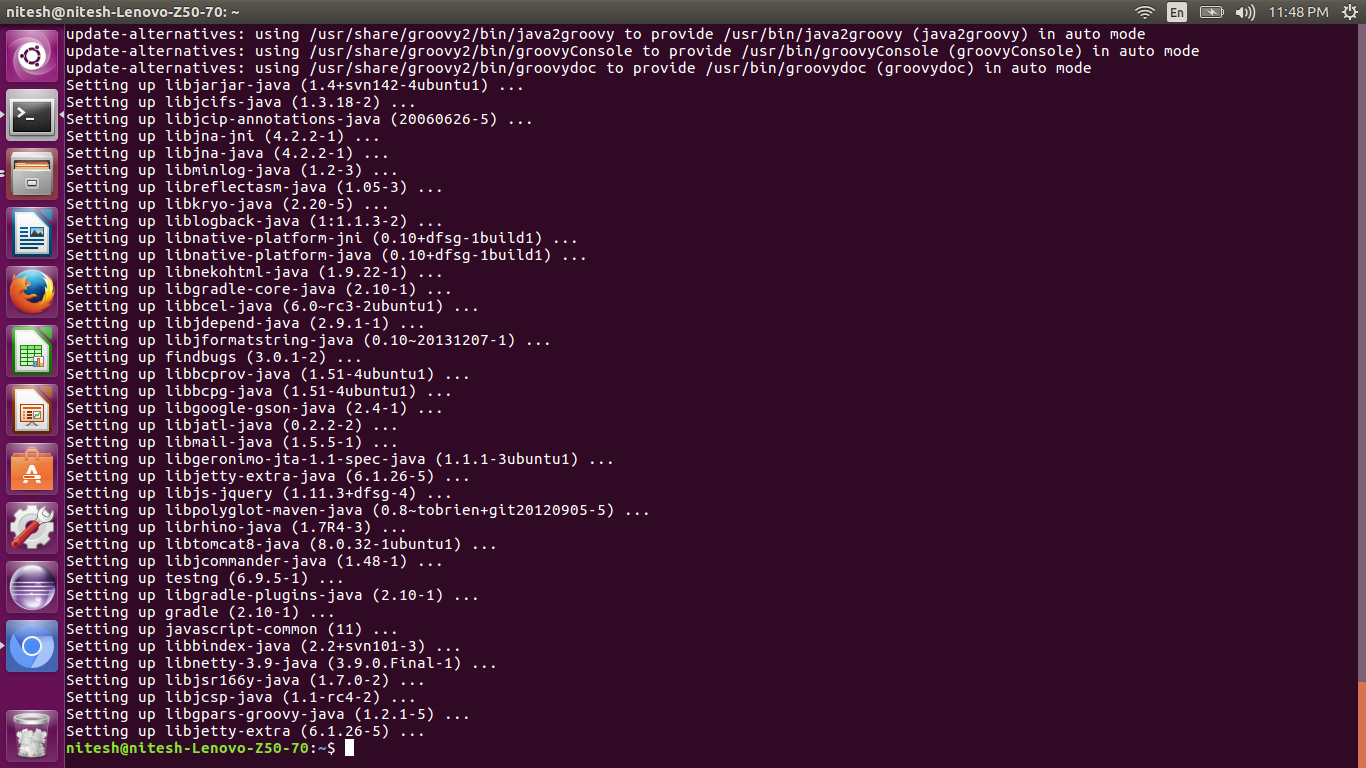 nitesh@nitesh-Lenovo-Z50-70: ~
En
11:48 PM
update-alternatives: using /usr/share/groovy2/bin/java2groovy to provide /usr/bin/java2groovy (java2groovy) in auto mode
update-alternatives: using /usr/share/groovy2/bin/groovyConsole to provide /usr/bin/groovyConsole (groovyConsole) in auto mode
update-alternatives: using /usr/share/groovy2/bin/groovydoc to provide /usr/bin/groovydoc (groovydoc) in auto mode
Setting up libjarjar-java (1.4+svn142-4ubuntu1) ...
Setting up libjcifs-java (1.3.18-2) ...
Setting up libjcip-annotations-java (20060626-5) ...
Setting up libjna-jni (4.2.2-1) ...
Setting up libjna-java (4.2.2-1) ...
Setting up libminlog-java (1.2-3) ...
Setting up libreflectasm-java (1.05-3) ...
Setting up libkryo-java (2.20-5) ...
Setting up liblogback-java (1:1.1.3-2) ...
Setting up libnative-platform-jni (0.10+dfsg-1build1) ...
Setting up libnative-platform-java (0.10+dfsg-1build1) ...
Setting up libnekohtml-java (1.9.22-1) ...
Setting up libgradle-core-java (2.10-1) ...
Setting up libbcel-java (6.0~rc3-2ubuntu1) ...
Setting up libjdepend-java (2.9.1-1) ...
Setting up libjformatstring-java (0.10~20131207-1) ...
Setting up findbugs (3.0.1-2) ...
Setting up libbcprov-java (1.51-4ubuntu1) ...
Setting up libbcpg-java (1.51-4ubuntu1) ...
Setting up libgoogle-gson-java (2.4-1) ...
Setting up libjatl-java (0.2.2-2) ...
Setting up libmail-java (1.5.5-1) ...
Setting up libgeronimo-jta-1.1-spec-java (1.1.1-3ubuntu1) ...
Setting up libjetty-extra-java (6.1.26-5) ...
Setting up libjs-jquery (1.11.3+dfsg-4) ...
Setting up libpolyglot-maven-java (0.8~tobrien+git20120905-5) ...
Setting up librhino-java (1.7R4-3) ...
Setting up libtomcat8-java (8.0.32-1ubuntu1) ...
Setting up libjcommander-java (1.48-1) ...
Setting up testng (6.9.5-1) ...
Setting up libgradle-plugins-java (2.10-1) ...
Setting up gradle (2.10-1) ...
Setting up javascript-common (11) ...
Setting up libbindex-java (2.2+svn101-3) ...
Setting up libnetty-3.9-java (3.9.0.Final-1) ...
Setting up libjsr166y-java (1.7.0-2) ...
Setting up libjcsp-java (1.1-rc4-2) ...
Setting up libgpars-groovy-java (1.2.1-5) ...
Setting up libjetty-extra (6.1.26-5) ...
nitesh@nitesh-Lenovo-Z50-70:~$